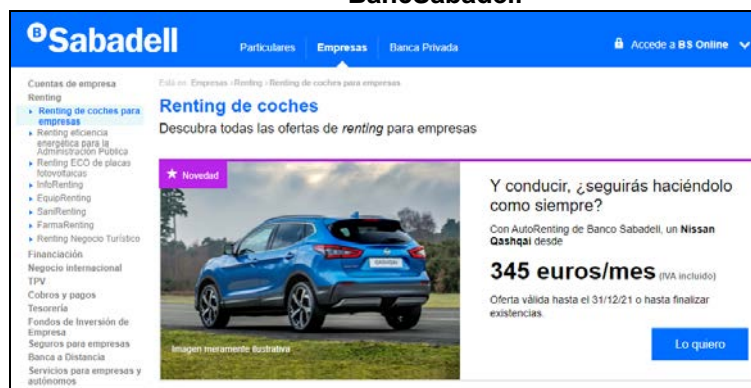 BancSabadell
Sabadell
Particulares Empresas Banca Privada
Accede a BS Online
Cuentas de empresa
Renting
Renting de coches para
empresas
Renting eficiencia
energética para la
Administración Pública
Renting ECO de placas
fotovoltaicas
InfoRenting
EquipRenting
SaniRenting
FarmaRenting
Renting Negocio Turístico
Financiación
Negocio internacional
TPV
Cobros y pagos
Tesorería
Fondos de Inversión de
Empresa
Seguros para empresas
Banca a Distancia
Servicios para empresas y
autónomos
Está en: Empresas >Renting >Renting de coches para empresas
Renting de coches
Descubra todas las ofertas de renting para empresas
Novedad
QASHQAI
Imagen meramente ilustrativa
Y conducir, ¿seguirás haciéndolo
como siempre?
Con AutoRenting de Banco Sabadell, un Nissan
Qashqai desde
345 euros/mes (IVA incluido)
Oferta válida hasta el 31/12/21 o hasta finalizar
existencias.
Lo quiero